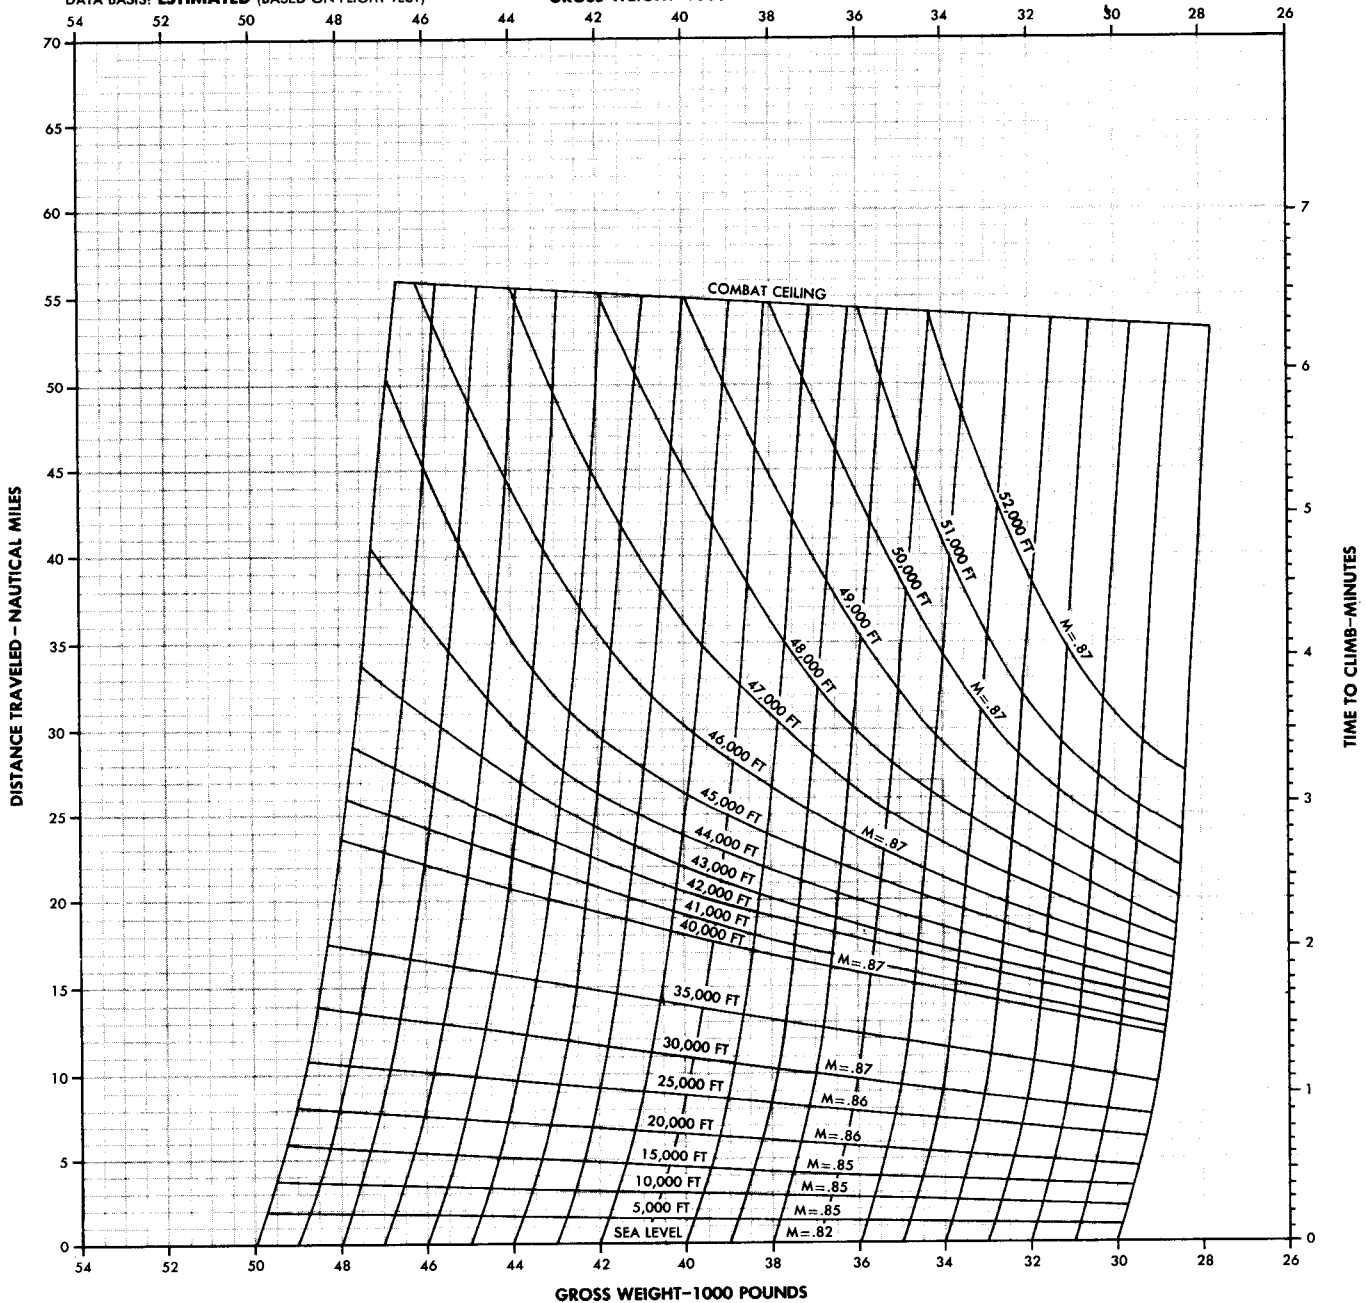 DATA BASIS: ESTIMATED (BASED ON FLIGHT TEST)
54 52 50 48 46 44 42 40 38 36 34 32 30 28 26
70
65
60
55
50
45
40
35
30
25
20
15
10
5
0
DISTANCE TRAVELED–NAUTICAL MILES
COMBAT CEILING
52,000 FT
51,000 FT
50,000 FT
49,000 FT
48,000 FT
47,000 FT
46,000 FT
45,000 FT
44,000 FT
43,000 FT
42,000 FT
41,000 FT
40,000 FT
35,000 FT
30,000 FT
25,000 FT
20,000 FT
15,000 FT
10,000 FT
5,000 FT
SEA LEVEL
M=.87
M=.87
M=.87
M=.87
M=.87
M=.86
M=.86
M=.85
M=.85
M=.85
M=.82
7
6
5
4
3
2
1
0
TIME TO CLIMB–MINUTES
54 52 50 48 46 44 42 40 38 36 34 32 30 28 26
GROSS WEIGHT–1000 POUNDS